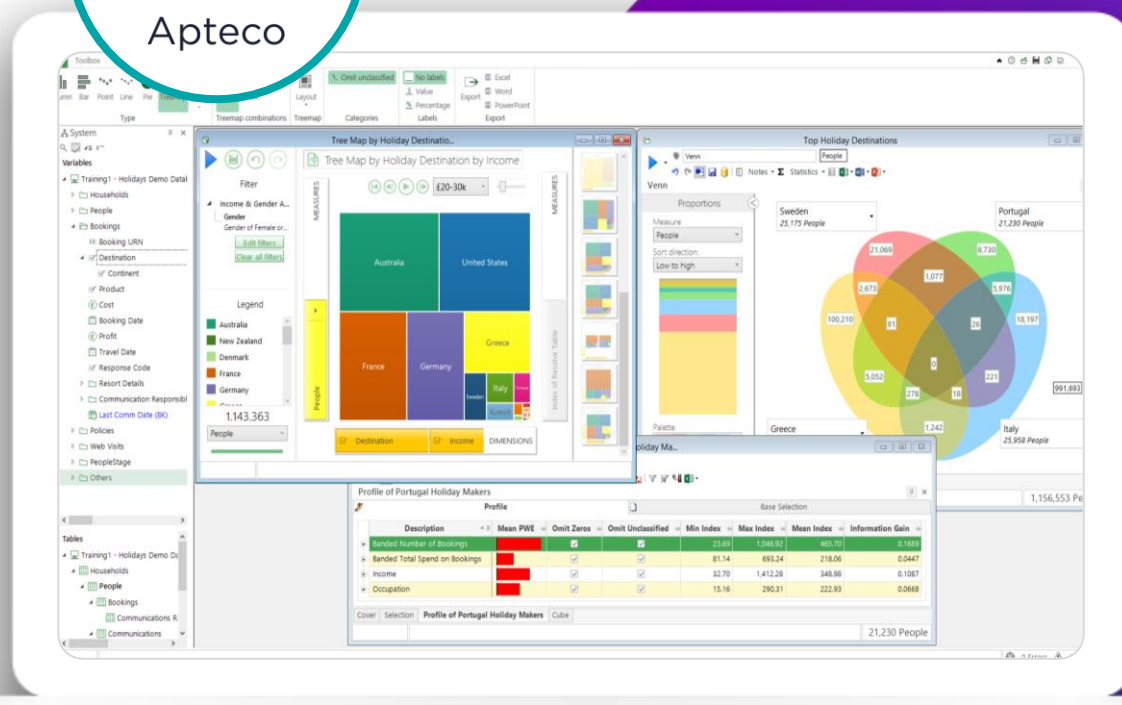 Apteco
Toolbox
Bar Point Line Pie
Layout
Omit unclassified
No labels
Value
Percentage
Export
Excel
Word
PowerPoint
Type
Treemap combinations
Treemap
Categories
Labels
Export
System
Variables
Training1 - Holidays Demo Datal
Households
People
Bookings
Booking URN
Destination
Continent
Product
Cost
Booking Date
Profit
Travel Date
Response Code
Resort Details
Communication Responsibl
Last Comm Date (BK)
Policies
Web Visits
PeopleStage
Others
Tables
Training1 - Holidays Demo Da
Households
People
Bookings
Communications R
Communications
Tree Map by Holiday Destinatio...
Filter
Income & Gender A...
Gender
Gender of Female or...
Edit filters
Clear all filters
Legend
Australia
New Zealand
Denmark
France
Germany
1,143,363
People
Tree Map by Holiday Destination by Income
MEASURES
£20-30k
MEASURES
Australia
United States
France
Germany
Greece
Sweden
Italy
Kuwait
People
Index of Resolve Table
Destination
Income
DIMENSIONS
Top Holiday Destinations
Venn
People
Notes
Statistics
Venn
Proportions
Measure
People
Sort direction:
Low to high
Palette
Sweden
25,175 People
Portugal
21,230 People
21,069
8,730
1,077
2,673
3,976
100,210
91
26
18,197
0
5,052
221
278
18
1,242
991,693
Greece
Italy
25,958 People
1,156,553 Pe
oliday Ma...
Profile of Portugal Holiday Makers
Profile
Base Selection
Description Mean PWE Omit Zeros Omit Unclassified Min Index Max Index Mean Index Information Gain
Banded Number of Bookings 23.69 1,046.92 465.70 0.1689
Banded Total Spend on Bookings 81.14 693.24 218.06 0.0447
Income 32.70 1,412.28 348.98 0.1087
Occupation 15.16 290.31 222.93 0.0668
Cover Selection Profile of Portugal Holiday Makers Cube
21,230 People
0 Errors